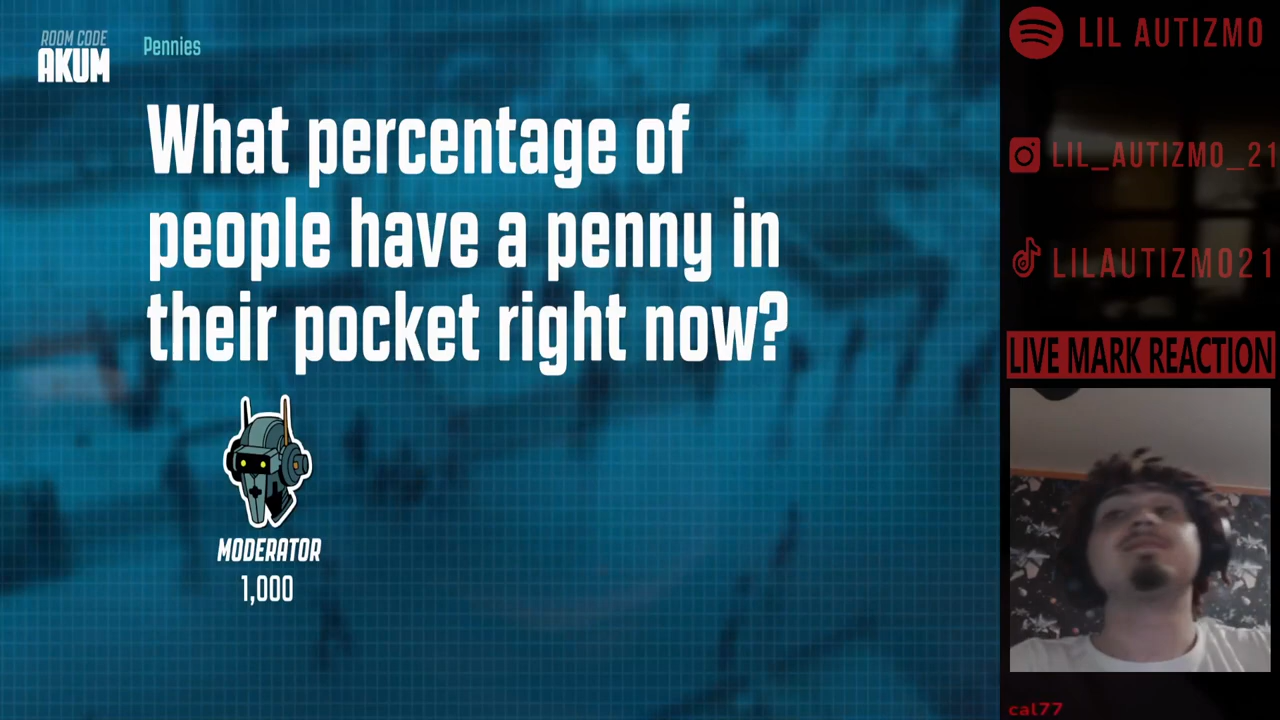 ROOM CODE
AKUM
Pennies
What percentage of
people have a penny in
their pocket right now?
MODERATOR
1,000
LIL AUTIZMO
LIL_AUTIZMO_21
LILAUTIZMO21
LIVE MARK REACTION
cal77